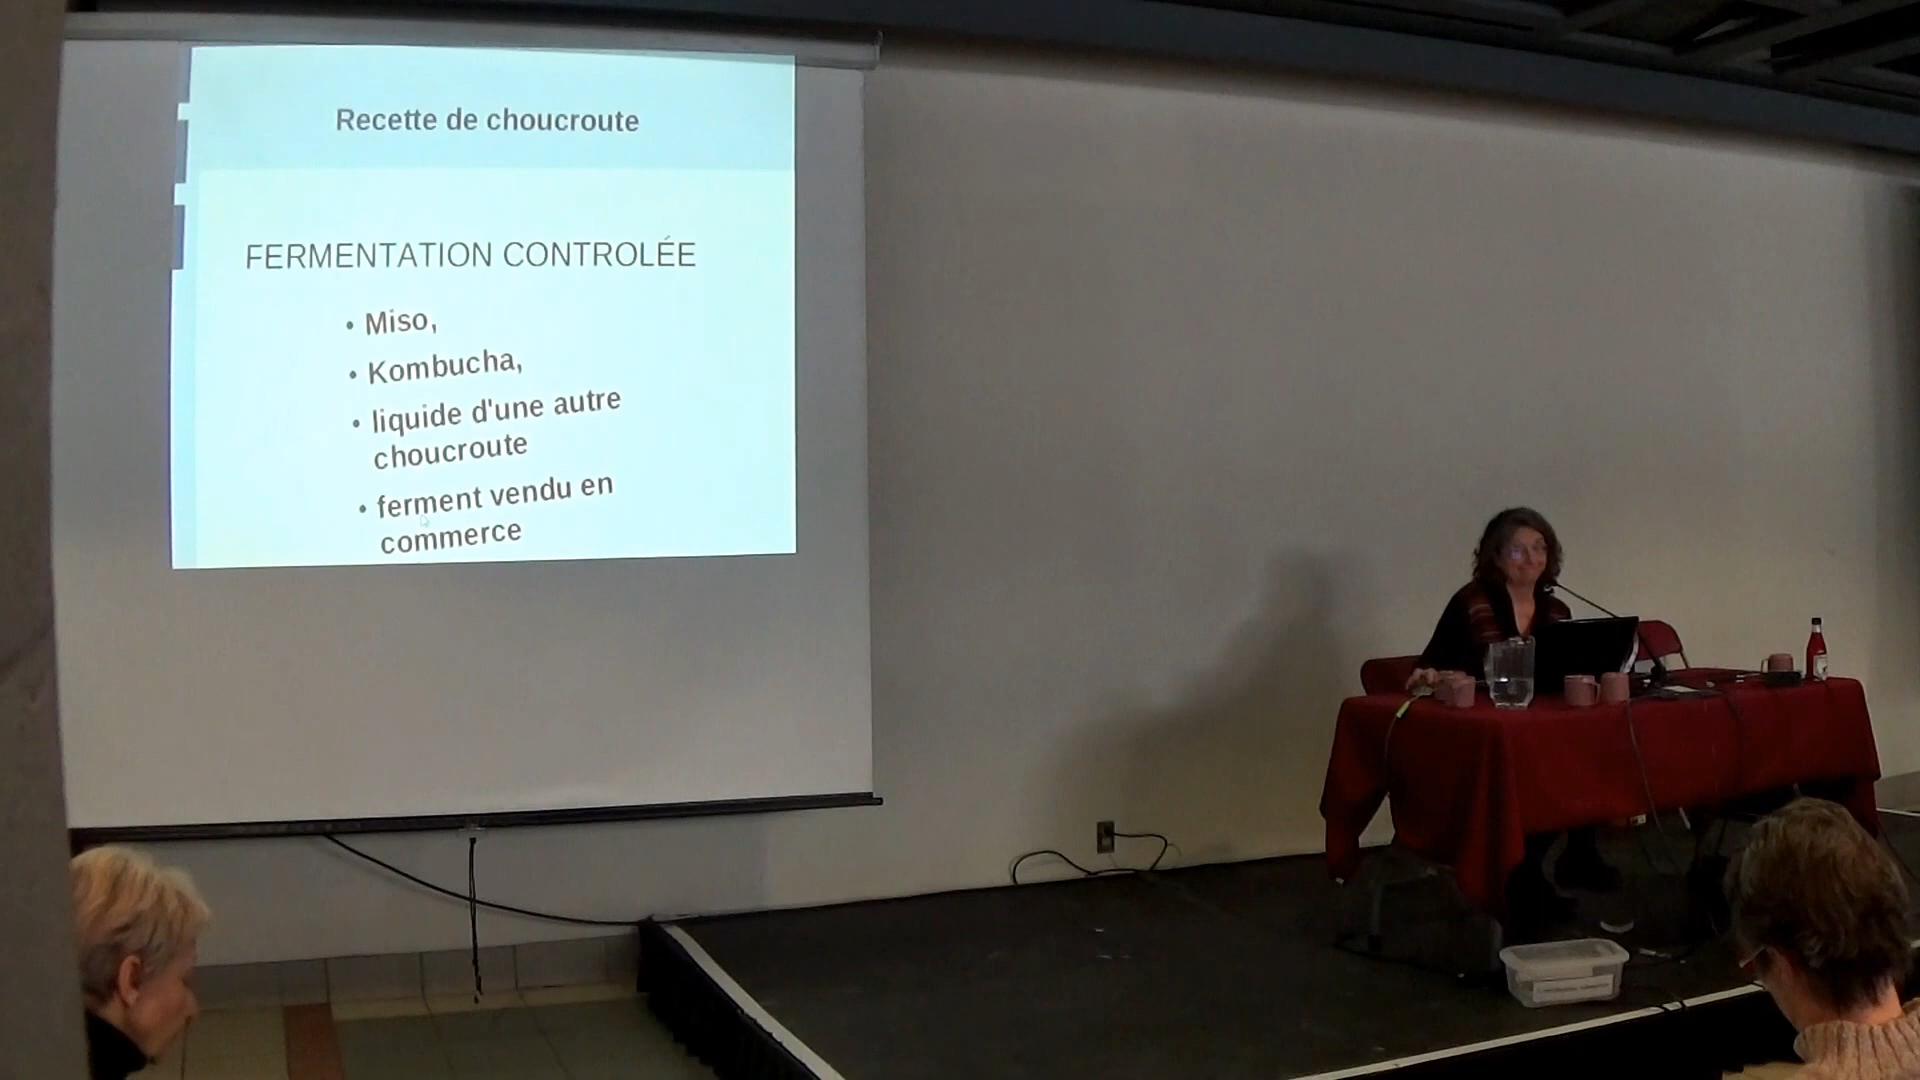 Recette de choucroute
FERMENTATION CONTROLÉE
• Miso,
• Kombucha,
• liquide d'une autre
choucroute
• ferment vendu en
commerce